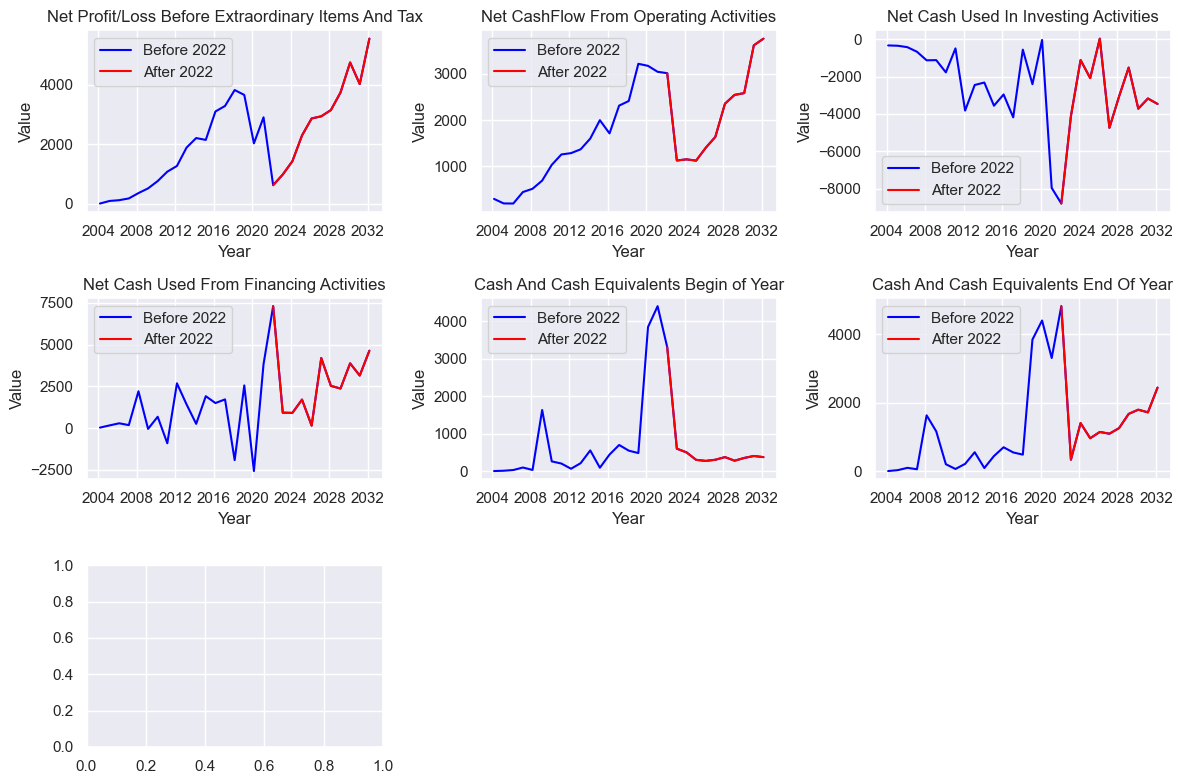 Net Profit/Loss Before Extraordinary Items And Tax
Value
4000
2000
0
Before 2022
After 2022
2004 2008 2012 2016 2020 2024 2028 2032
Year
Net CashFlow From Operating Activities
Value
3000
2000
1000
Before 2022
After 2022
2004 2008 2012 2016 2020 2024 2028 2032
Year
Net Cash Used In Investing Activities
Value
0
−2000
−4000
−6000
−8000
Before 2022
After 2022
2004 2008 2012 2016 2020 2024 2028 2032
Year
Net Cash Used From Financing Activities
Value
7500
5000
2500
0
−2500
Before 2022
After 2022
2004 2008 2012 2016 2020 2024 2028 2032
Year
Cash And Cash Equivalents Begin of Year
Value
4000
3000
2000
1000
0
Before 2022
After 2022
2004 2008 2012 2016 2020 2024 2028 2032
Year
Cash And Cash Equivalents End Of Year
Value
4000
2000
0
Before 2022
After 2022
2004 2008 2012 2016 2020 2024 2028 2032
Year
1.0
0.8
0.6
0.4
0.2
0.0
0.0 0.2 0.4 0.6 0.8 1.0